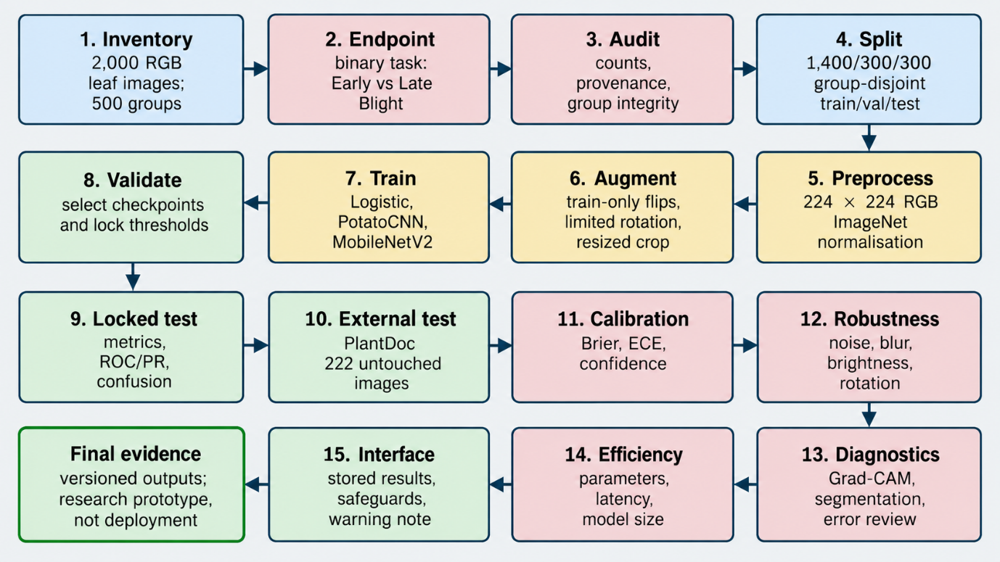 1. Inventory
2,000 RGB
leaf images;
500 groups
2. Endpoint
binary task:
Early vs Late
Blight
3. Audit
counts,
provenance,
group integrity
4. Split
1,400/300/300
group-disjoint
train/val/test
5. Preprocess
224 × 224 RGB
ImageNet
normalisation
6. Augment
train-only flips,
limited rotation,
resized crop
7. Train
Logistic,
PotatoCNN,
MobileNetV2
8. Validate
select checkpoints
and lock thresholds
9. Locked test
metrics,
ROC/PR,
confusion
10. External test
PlantDoc
222 untouched
images
11. Calibration
Brier, ECE,
confidence
12. Robustness
noise, blur,
brightness,
rotation
13. Diagnostics
Grad-CAM,
segmentation,
error review
14. Efficiency
parameters,
latency,
model size
15. Interface
stored results,
safeguards,
warning note
Final evidence
versioned outputs;
research prototype,
not deployment